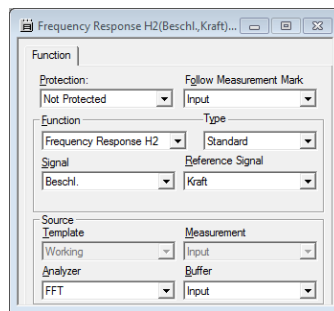 Frequency Response H2(Beschl.,Kraft)...
Function
Protection: Follow Measurement Mark
Not Protected Input
Function Type
Frequency Response H2 Standard
Signal Reference Signal
Beschl. Kraft
Source
Template Measurement
Working Input
Analyzer Buffer
FFT Input